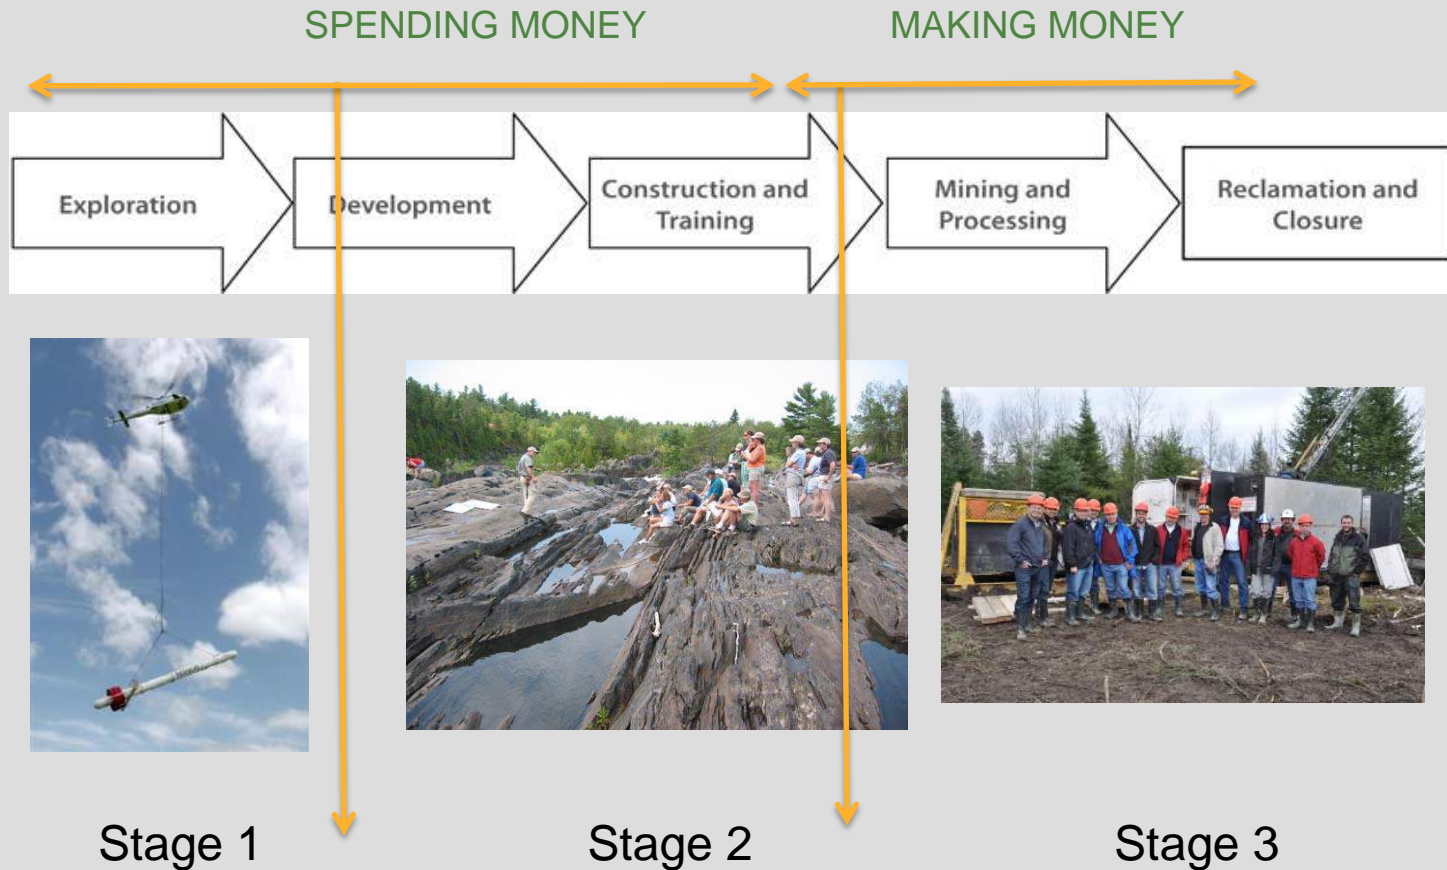 SPENDING MONEY
MAKING MONEY
Exploration
Development
Construction and
Training
Mining and
Processing
Reclamation and
Closure
Stage 1
Stage 2
Stage 3